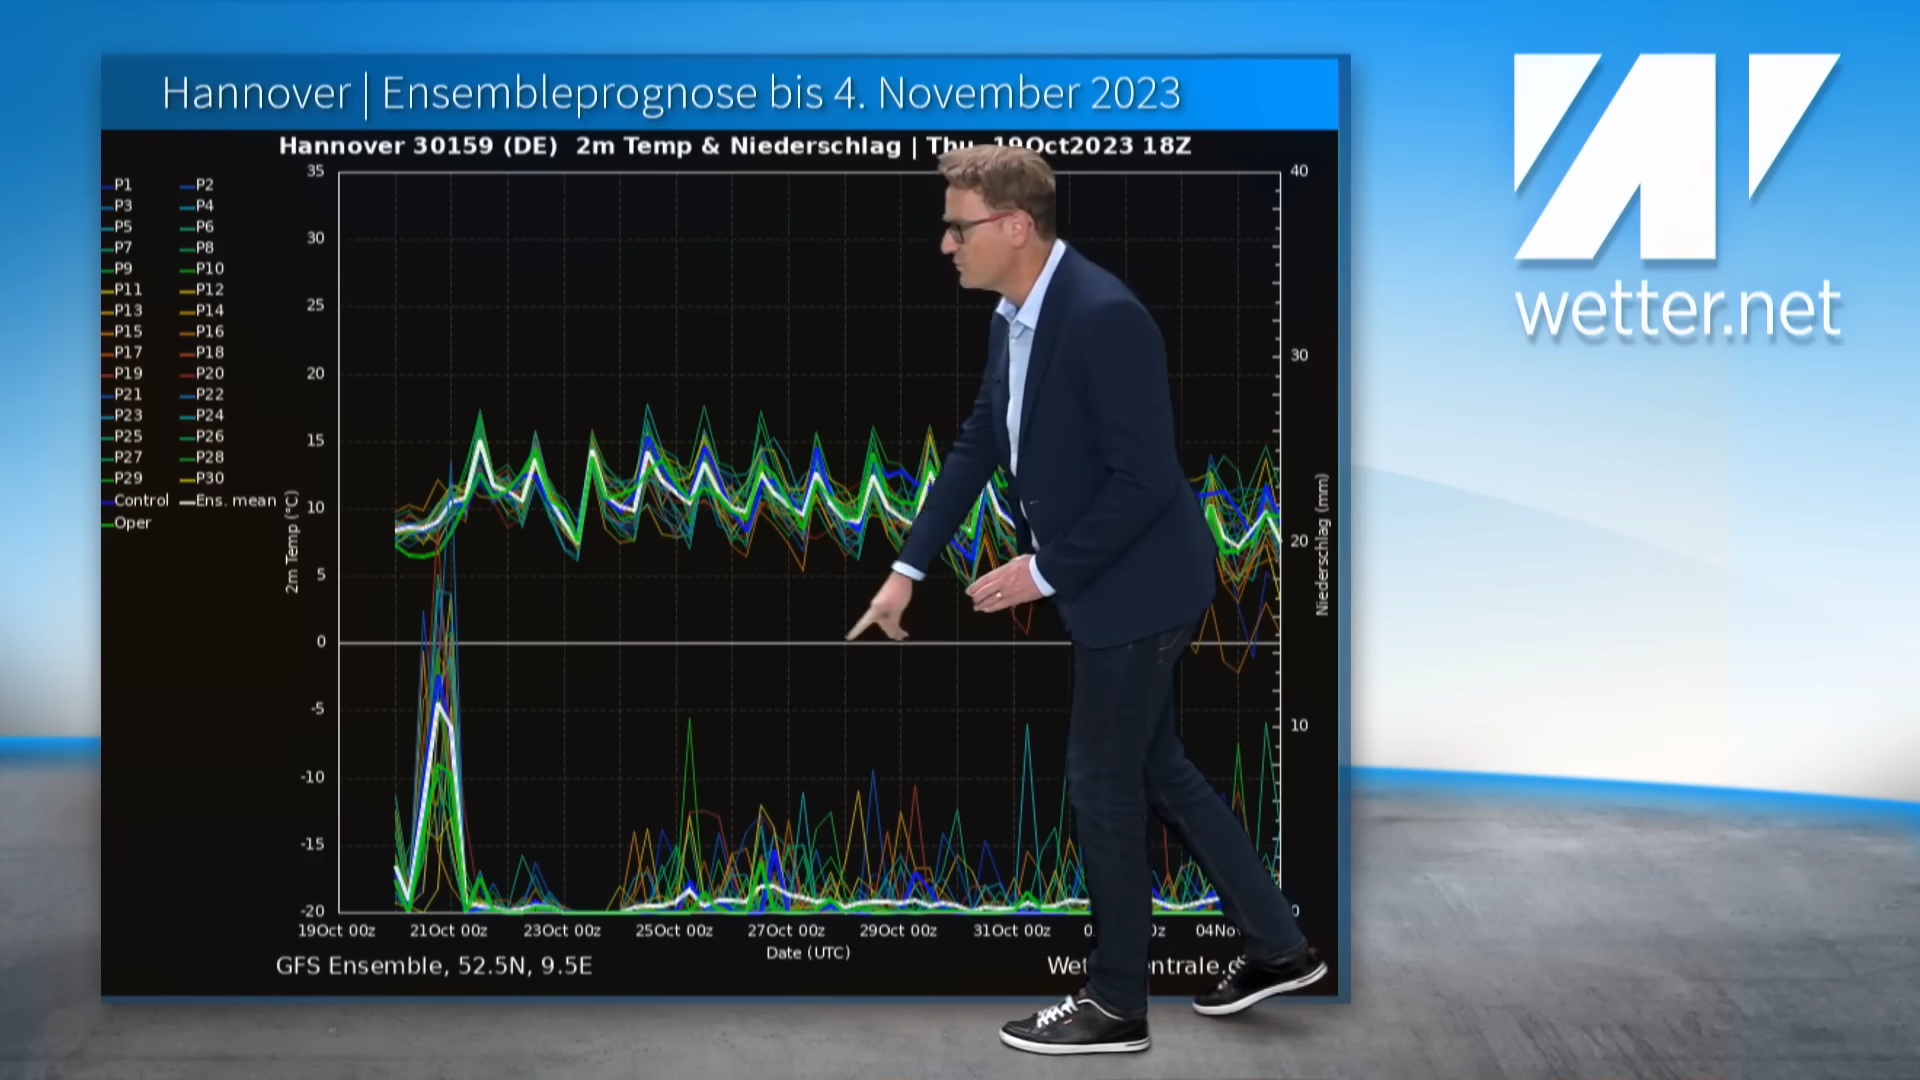 Hannover | Ensembleprognose bis 4. November 2023
wetter.net
Hannover 30159 (DE) 2m Temp & Niederschlag | Thu 19Oct2023 18Z
P1 P2
P3 P4
P5 P6
P7 P8
P9 P10
P11 P12
P13 P14
P15 P16
P17 P18
P19 P20
P21 P22
P23 P24
P25 P26
P27 P28
P29 P30
Control Ens. mean
Oper
2m Temp (°C)
35
30
25
20
15
10
5
0
-5
-10
-15
-20
40
30
20
10
0
Niederschlag (mm)
19Oct 00z 21Oct 00z 23Oct 00z 25Oct 00z 27Oct 00z 29Oct 00z 31Oct 00z
Date (UTC)
GFS Ensemble, 52.5N, 9.5E